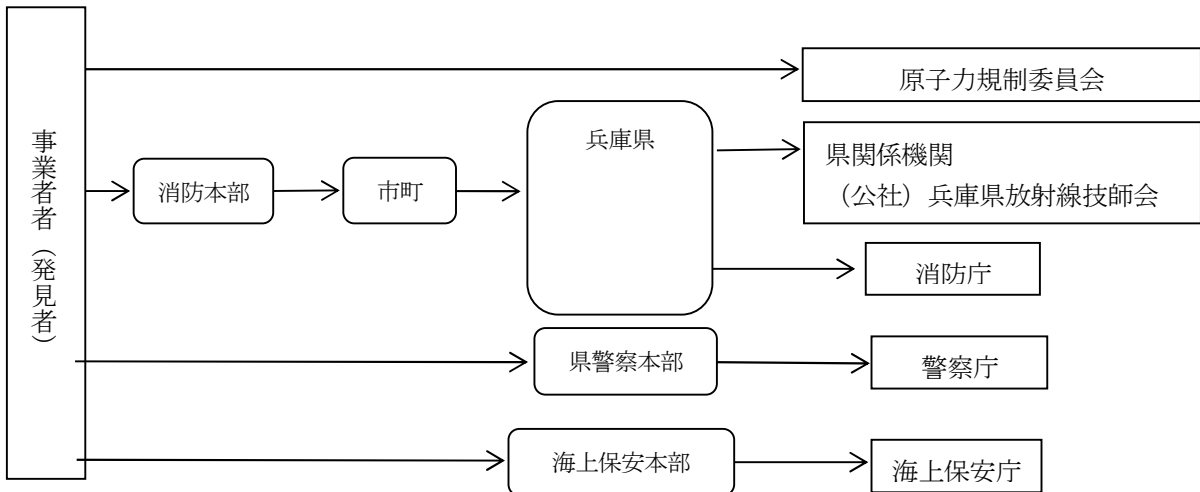 事業者者（発見者）
原子力規制委員会
兵庫県
県関係機関
（公社）兵庫県放射線技師会
消防本部
市町
消防庁
県警察本部
警察庁
海上保安本部
海上保安庁